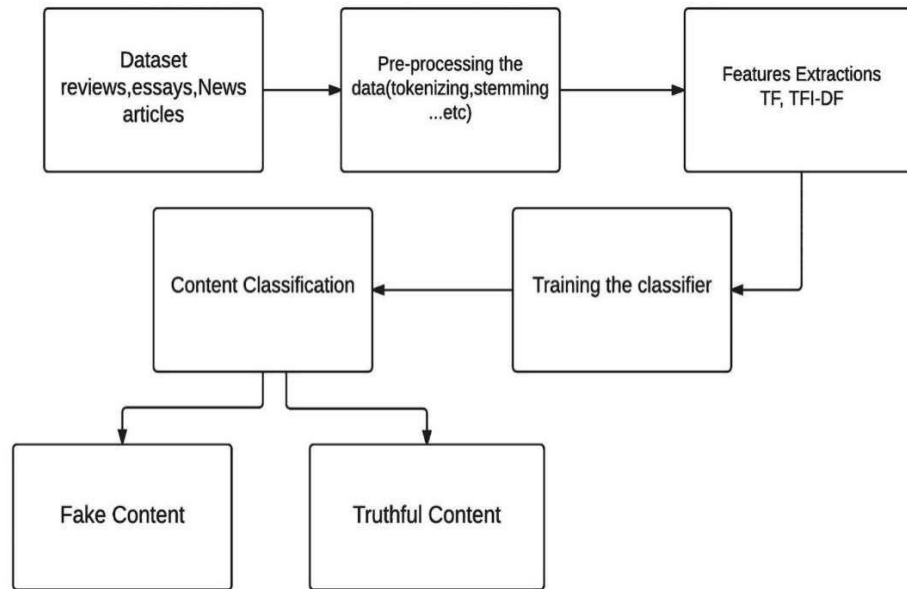 Dataset
reviews,essays,News
articles
Pre-processing the
data(tokenizing,stemming
...etc)
Features Extractions
TF, TFI-DF
Content Classification
Training the classifier
Fake Content
Truthful Content